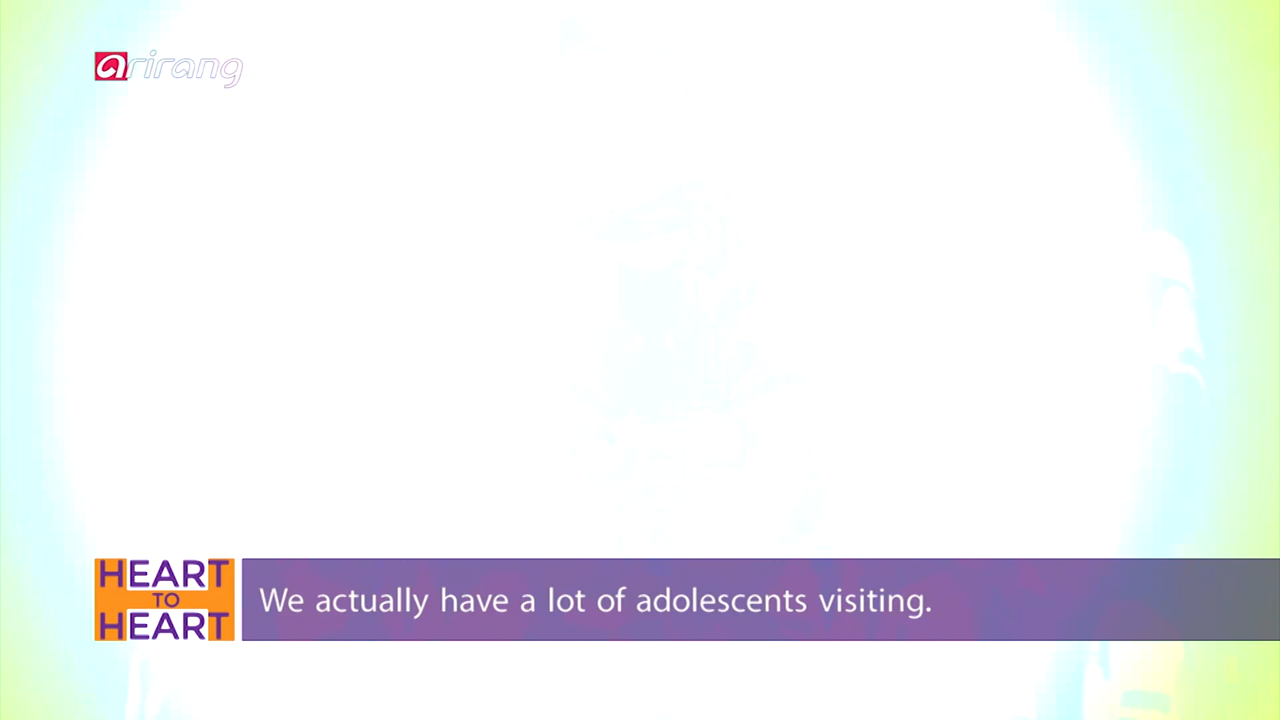 arirang
HEART
TO
HEART
We actually have a lot of adolescents visiting.